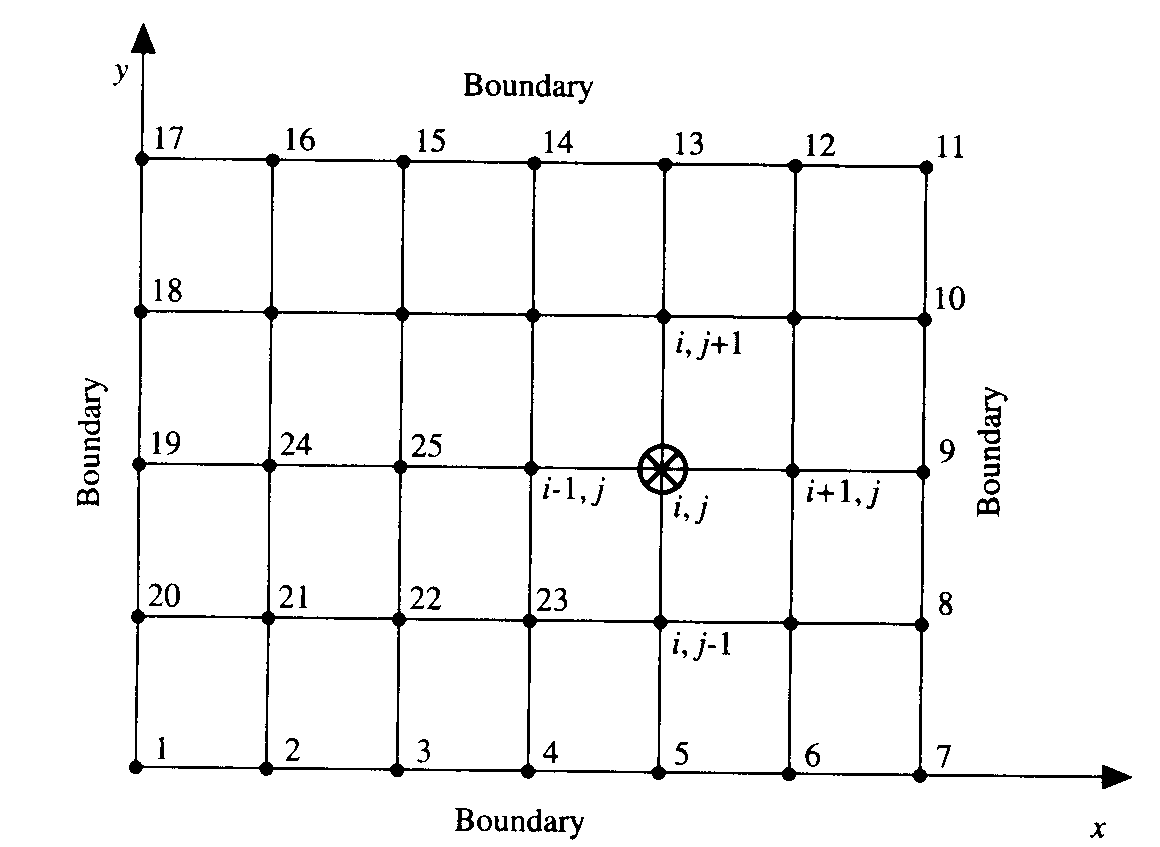 y
Boundary
17 16 15 14 13 12 11
18 10
i, j+1
Boundary
Boundary
19 24 25 9
i-1, j i, j i+1, j
20 21 22 23 8
i, j-1
1 2 3 4 5 6 7
Boundary
x